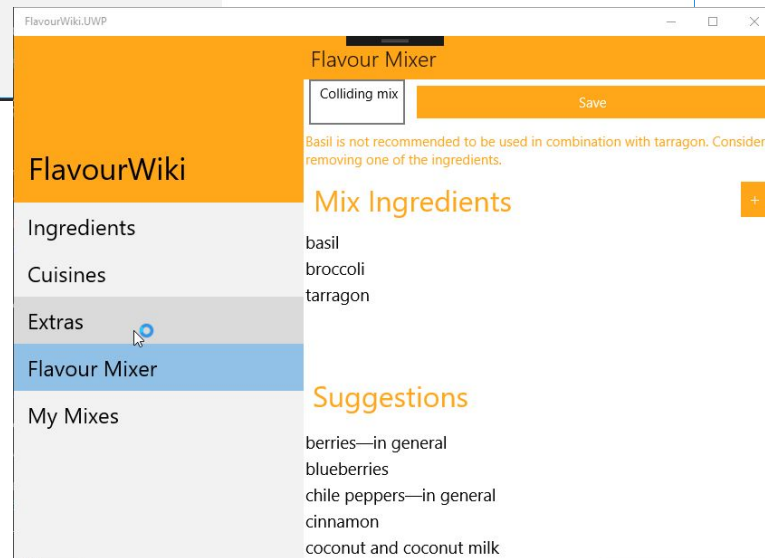 FlavourWiki.UWP
FlavourWiki
Ingredients
Cuisines
Extras
Flavour Mixer
My Mixes
Flavour Mixer
Colliding mix
Save
Basil is not recommended to be used in combination with tarragon. Consider
removing one of the ingredients.
Mix Ingredients
+
basil
broccoli
tarragon
Suggestions
berries—in general
blueberries
chile peppers—in general
cinnamon
coconut and coconut milk